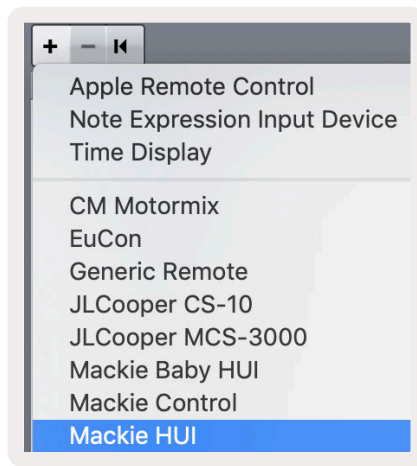 Apple Remote Control
Note Expression Input Device
Time Display
CM Motormix
EuCon
Generic Remote
JLCooper CS-10
JLCooper MCS-3000
Mackie Baby HUI
Mackie Control
Mackie HUI